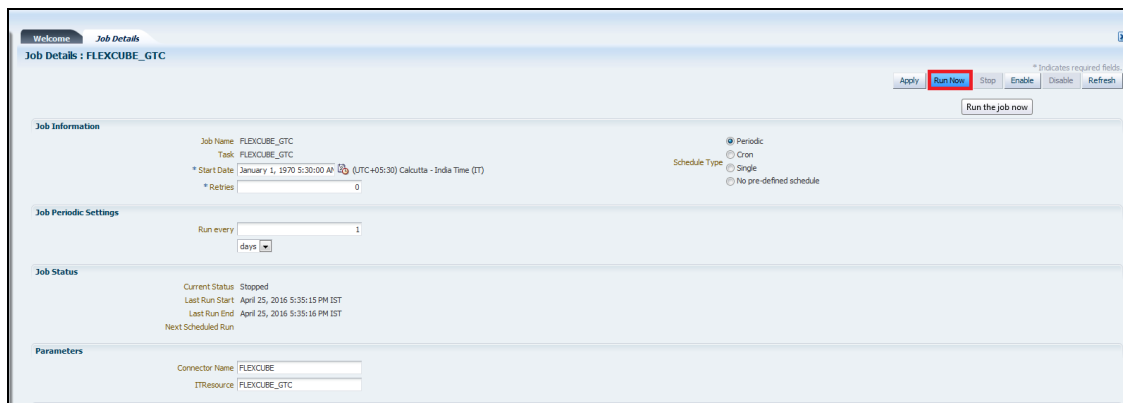 Welcome Job Details
Job Details : FLEXCUBE_GTC
* Indicates required fields.
Apply Run Now Stop Enable Disable Refresh
Run the job now
Job Information
Job Name FLEXCUBE_GTC
Task FLEXCUBE_GTC
* Start Date January 1, 1970 5:30:00 AM (UTC+05:30) Calcutta - India Time (IT)
* Retries 0
Schedule Type
Periodic
Cron
Single
No pre-defined schedule
Job Periodic Settings
Run every 1
days
Job Status
Current Status Stopped
Last Run Start April 25, 2016 5:35:15 PM IST
Last Run End April 25, 2016 5:35:16 PM IST
Next Scheduled Run
Parameters
Connector Name FLEXCUBE
ITResource FLEXCUBE_GTC